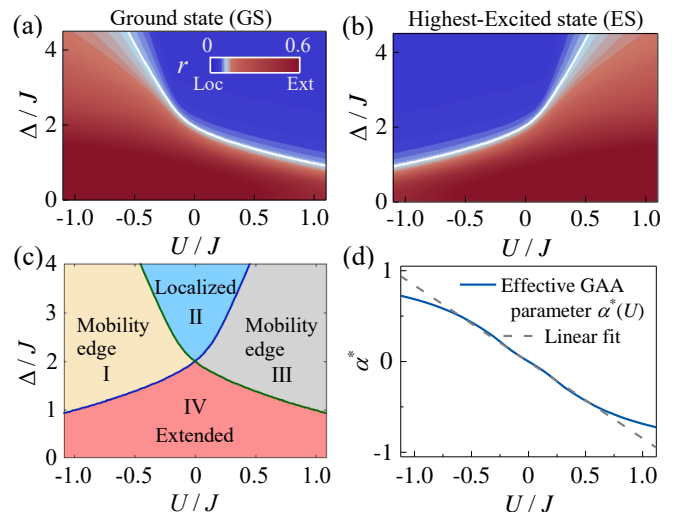 (a) Ground state (GS)
4
2
0
Δ / J
0 0.6
r
Loc Ext
-1.0 -0.5 0 0.5 1.0
U / J
(b) Highest-Excited state (ES)
4
2
0
Δ / J
-1.0 -0.5 0 0.5 1.0
U / J
(c)
4
3
2
1
0
Δ / J
Localized
II
Mobility
edge
I
Mobility
edge
III
IV
Extended
-1.0 -0.5 0 0.5 1.0
U / J
(d)
1
0
-1
α*
Effective GAA
parameter α*(U)
Linear fit
-1.0 -0.5 0 0.5 1.0
U / J